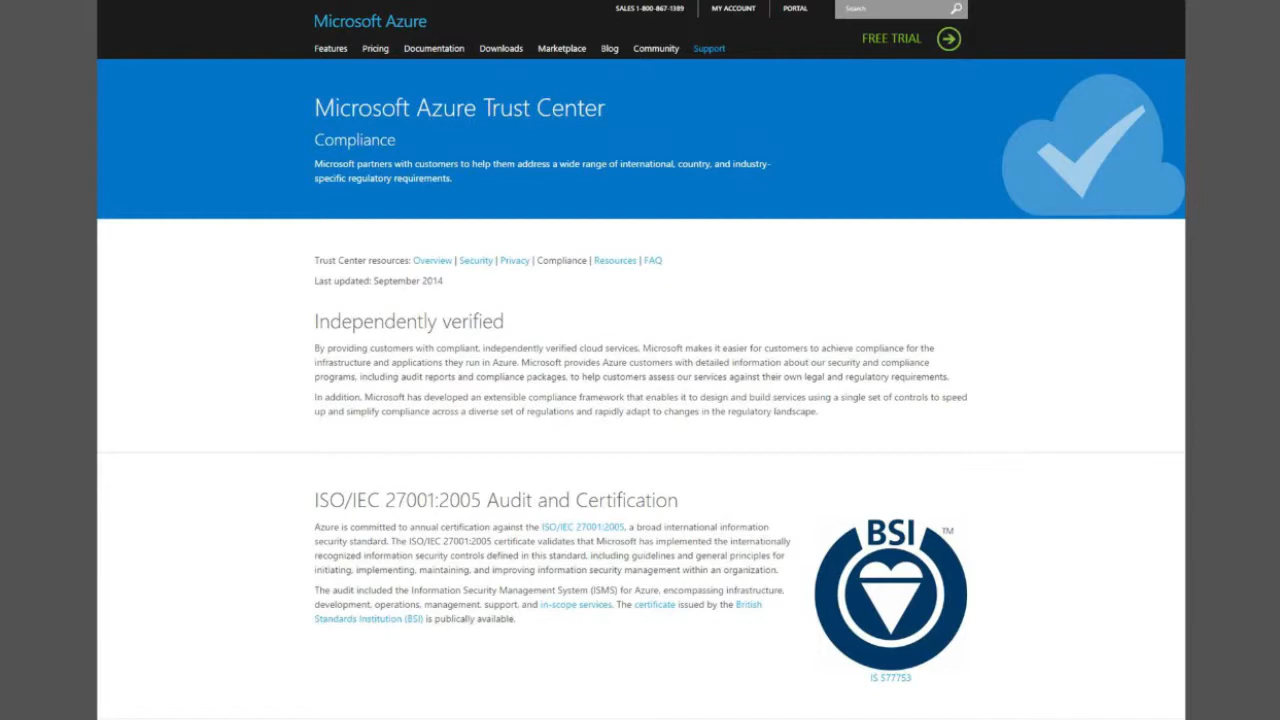 SALES 1-800-867-1389 MY ACCOUNT PORTAL Search
Microsoft Azure
FREE TRIAL
Features Pricing Documentation Downloads Marketplace Blog Community Support
Microsoft Azure Trust Center
Compliance
Microsoft partners with customers to help them address a wide range of international, country, and industry-
specific regulatory requirements.
Trust Center resources: Overview | Security | Privacy | Compliance | Resources | FAQ
Last updated: September 2014
Independently verified
By providing customers with compliant, independently verified cloud services, Microsoft makes it easier for customers to achieve compliance for the
infrastructure and applications they run in Azure. Microsoft provides Azure customers with detailed information about our security and compliance
programs, including audit reports and compliance packages, to help customers assess our services against their own legal and regulatory requirements.
In addition, Microsoft has developed an extensible compliance framework that enables it to design and build services using a single set of controls to speed
up and simplify compliance across a diverse set of regulations and rapidly adapt to changes in the regulatory landscape.
ISO/IEC 27001:2005 Audit and Certification
Azure is committed to annual certification against the ISO/IEC 27001:2005, a broad international information
security standard. The ISO/IEC 27001:2005 certificate validates that Microsoft has implemented the internationally
recognized information security controls defined in this standard, including guidelines and general principles for
initiating, implementing, maintaining, and improving information security management within an organization.
The audit included the Information Security Management System (ISMS) for Azure, encompassing infrastructure,
development, operations, management, support, and in-scope services. The certificate issued by the British
Standards Institution (BSI) is publically available.
BSI ™
IS 577753